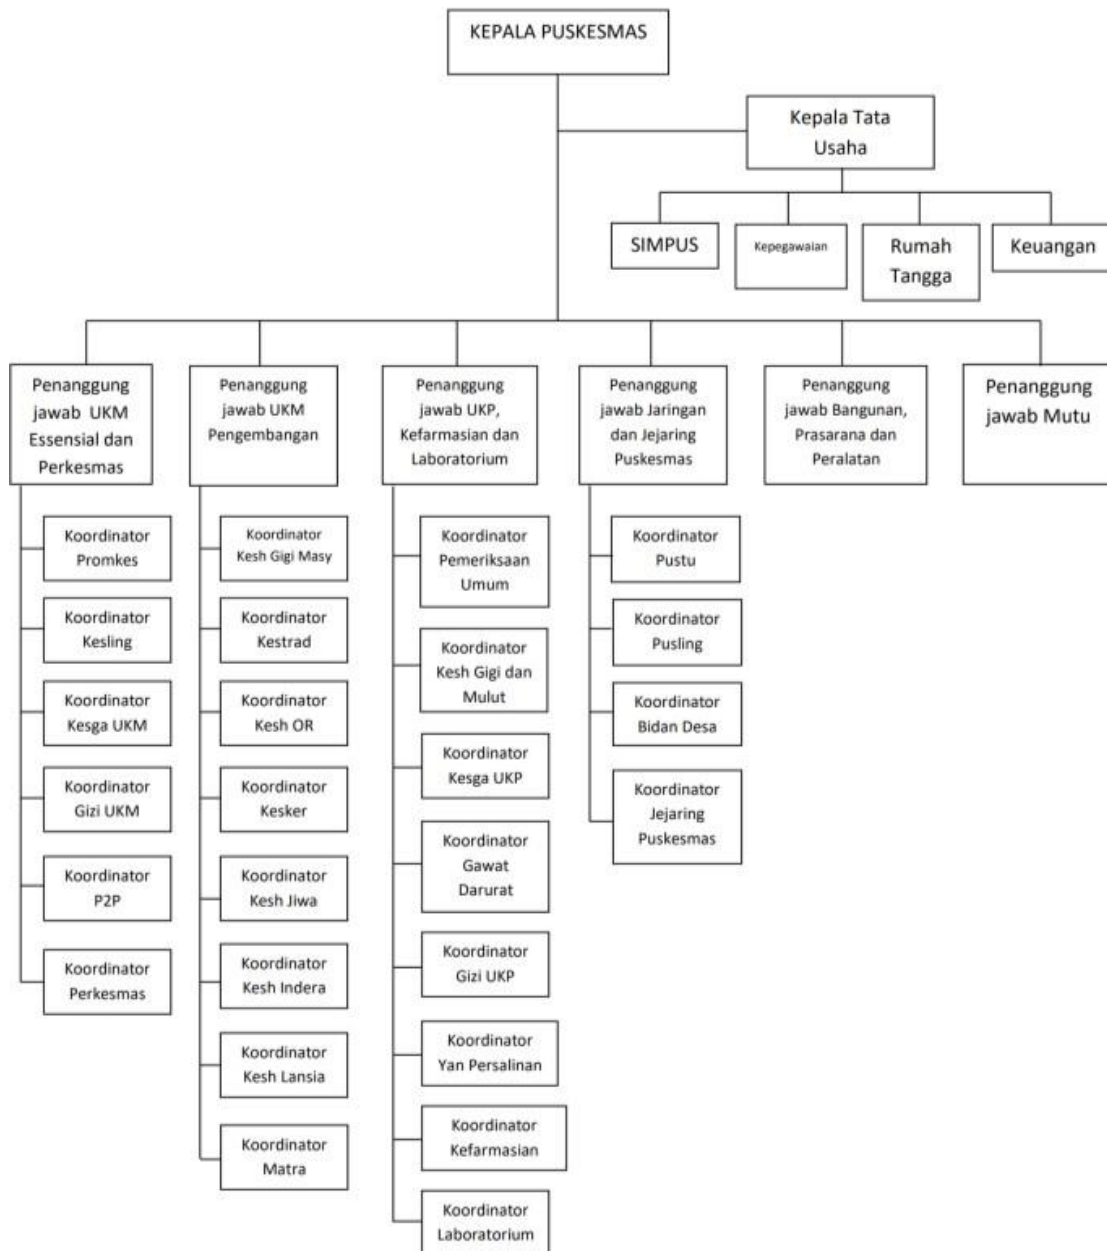 KEPALA PUSKESMAS
Kepala Tata
Usaha
SIMPUS
Kepegawaian
Rumah
Tangga
Keuangan
Penanggung
jawab UKM
Essensial dan
Perkesmas
Penanggung
jawab UKM
Pengembangan
Penanggung
jawab UKP,
Kefarmasian dan
Laboratorium
Penanggung
jawab Jaringan
dan Jejaring
Puskesmas
Penanggung
jawab Bangunan,
Prasarana dan
Peralatan
Penanggung
jawab Mutu
Koordinator
Promkes
Koordinator
Kesling
Koordinator
Kesga UKM
Koordinator
Gizi UKM
Koordinator
P2P
Koordinator
Perkesmas
Koordinator
Kesh Gigi Masy
Koordinator
Kestrad
Koordinator
Kesh OR
Koordinator
Kesker
Koordinator
Kesh Jiwa
Koordinator
Kesh Indera
Koordinator
Kesh Lansia
Koordinator
Matra
Koordinator
Pemeriksaan
Umum
Koordinator
Kesh Gigi dan
Mulut
Koordinator
Kesga UKP
Koordinator
Gawat
Darurat
Koordinator
Gizi UKP
Koordinator
Yan Persalinan
Koordinator
Kefarmasian
Koordinator
Laboratorium
Koordinator
Pustu
Koordinator
Pusling
Koordinator
Bidan Desa
Koordinator
Jejaring
Puskesmas